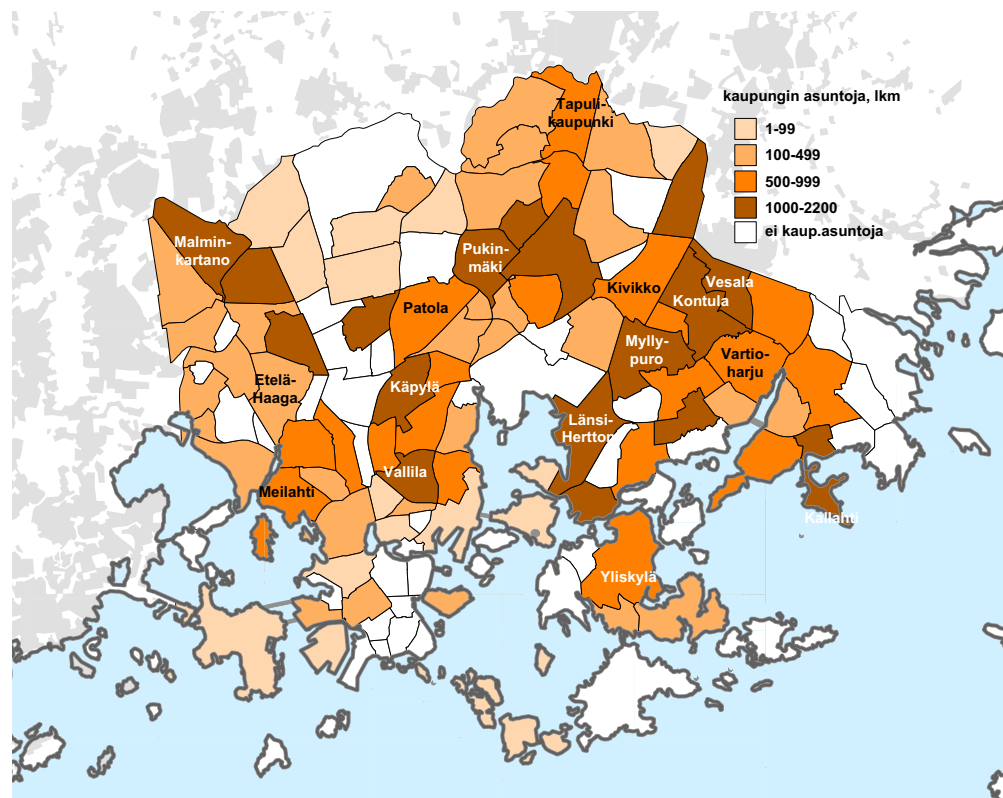 kaupungin asuntoja, lkm
1-99
100-499
500-999
1000-2200
ei kaup.asuntoja
Tapuli-
kaupunki
Malmin-
kartano
Pukin-
mäki
Vesala
Kivikko
Kontula
Patola
Mylly-
puro
Vartio-
harju
Etelä-
Haaga
Käpylä
Länsi-
Hertton
Vallila
Meilahti
Kallahti
Yliskylä